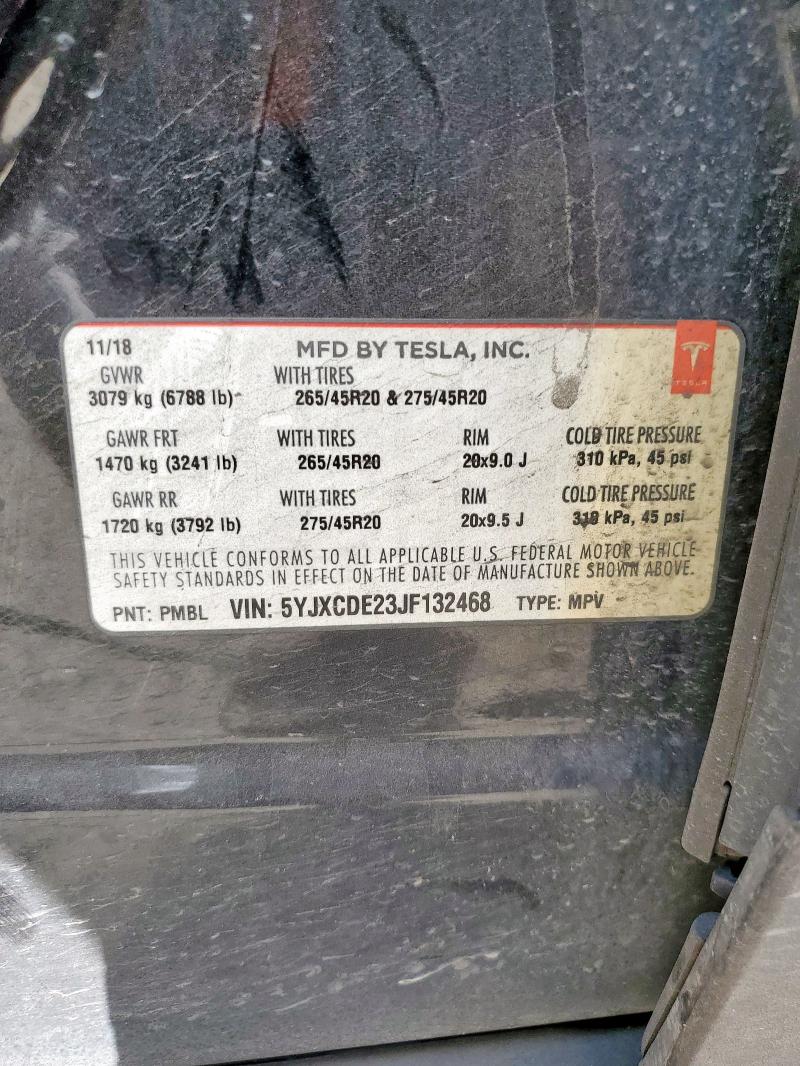 11/18 MFD BY TESLA, INC.
TESLA
GVWR WITH TIRES
3079 kg (6788 lb) 265/45R20 & 275/45R20
GAWR FRT WITH TIRES RIM COLD TIRE PRESSURE
1470 kg (3241 lb) 265/45R20 20x9.0 J 310 kPa, 45 psi
GAWR RR WITH TIRES RIM COLD TIRE PRESSURE
1720 kg (3792 lb) 275/45R20 20x9.5 J 310 kPa, 45 psi
THIS VEHICLE CONFORMS TO ALL APPLICABLE U.S. FEDERAL MOTOR VEHICLE
SAFETY STANDARDS IN EFFECT ON THE DATE OF MANUFACTURE SHOWN ABOVE.
PNT: PMBL VIN: 5YJXCDE23JF132468 TYPE: MPV